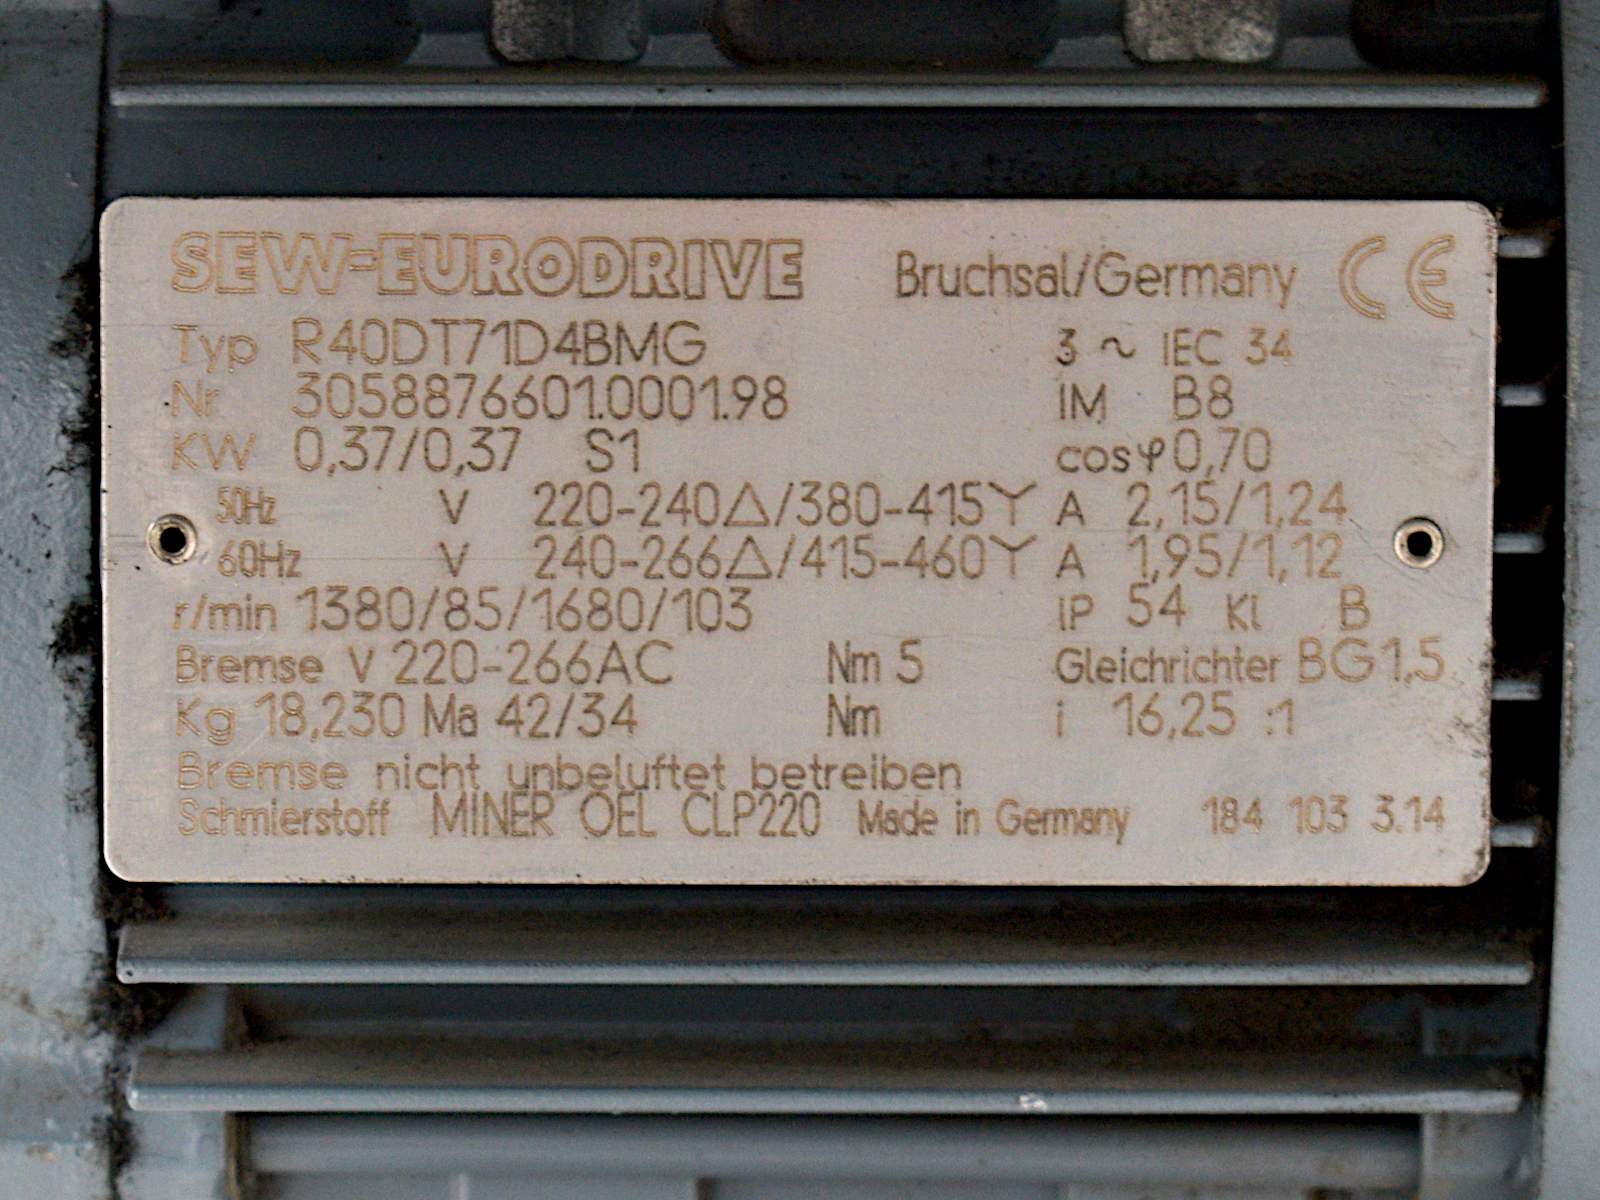 SEW-EURODRIVE Bruchsal/Germany CE
Typ R40DT71D4BMG 3 ~ IEC 34
Nr 3058876601.0001.98 IM B8
KW 0,37/0,37 S1 cosφ 0,70
50Hz V 220-240△/380-415Y A 2,15/1,24
60Hz V 240-266△/415-460Y A 1,95/1,12
r/min 1380/85/1680/103 IP 54 Kl B
Bremse V 220-266AC Nm 5 Gleichrichter BG1,5
Kg 18,230 Ma 42/34 Nm i 16,25 :1
Bremse nicht unbelüftet betreiben
Schmierstoff MINER OEL CLP220 Made in Germany 184 103 3.14